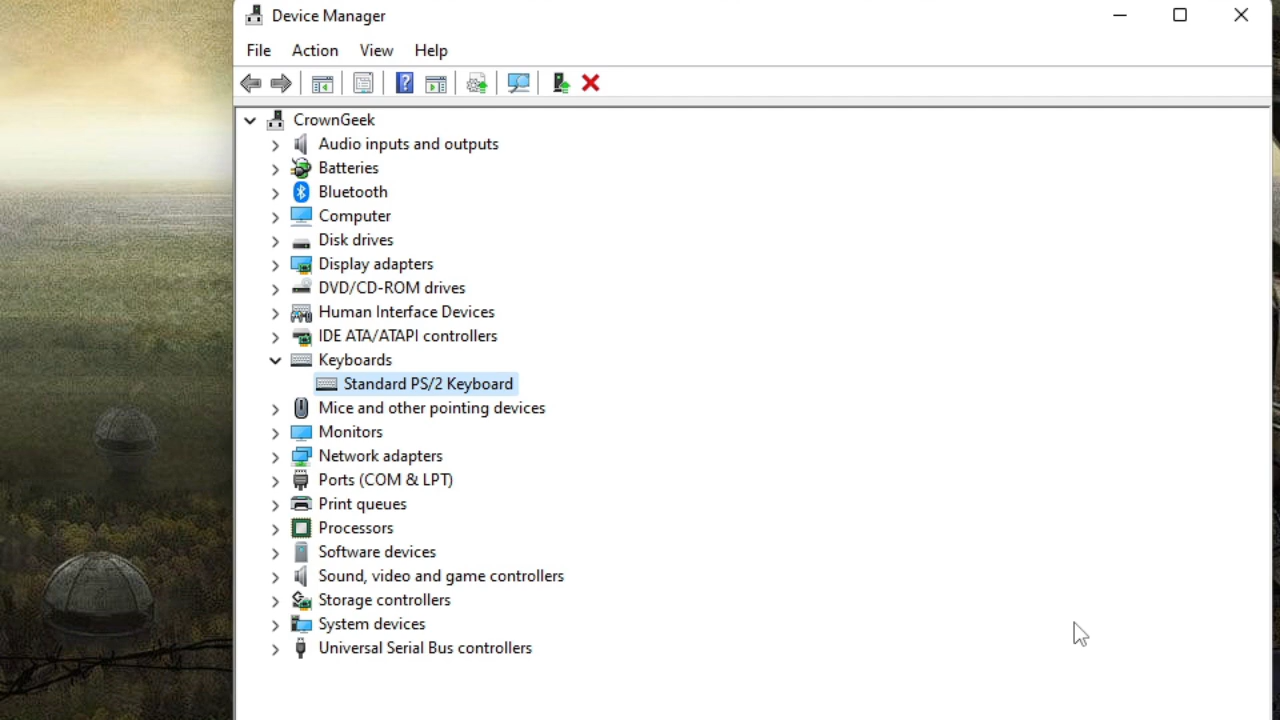 Device Manager
File Action View Help
CrownGeek
Audio inputs and outputs
Batteries
Bluetooth
Computer
Disk drives
Display adapters
DVD/CD-ROM drives
Human Interface Devices
IDE ATA/ATAPI controllers
Keyboards
Standard PS/2 Keyboard
Mice and other pointing devices
Monitors
Network adapters
Ports (COM & LPT)
Print queues
Processors
Software devices
Sound, video and game controllers
Storage controllers
System devices
Universal Serial Bus controllers